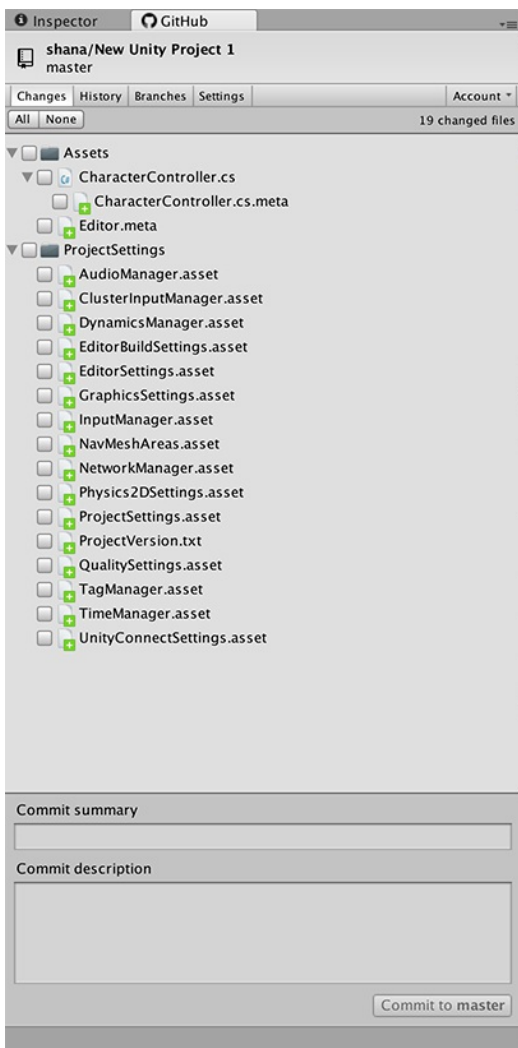 Inspector GitHub
shana/New Unity Project 1
master
Changes History Branches Settings Account
All None 19 changed files
Assets
CharacterController.cs
CharacterController.cs.meta
Editor.meta
ProjectSettings
AudioManager.asset
ClusterInputManager.asset
DynamicsManager.asset
EditorBuildSettings.asset
EditorSettings.asset
GraphicsSettings.asset
InputManager.asset
NavMeshAreas.asset
NetworkManager.asset
Physics2DSettings.asset
ProjectSettings.asset
ProjectVersion.txt
QualitySettings.asset
TagManager.asset
TimeManager.asset
UnityConnectSettings.asset
Commit summary
Commit description
Commit to master